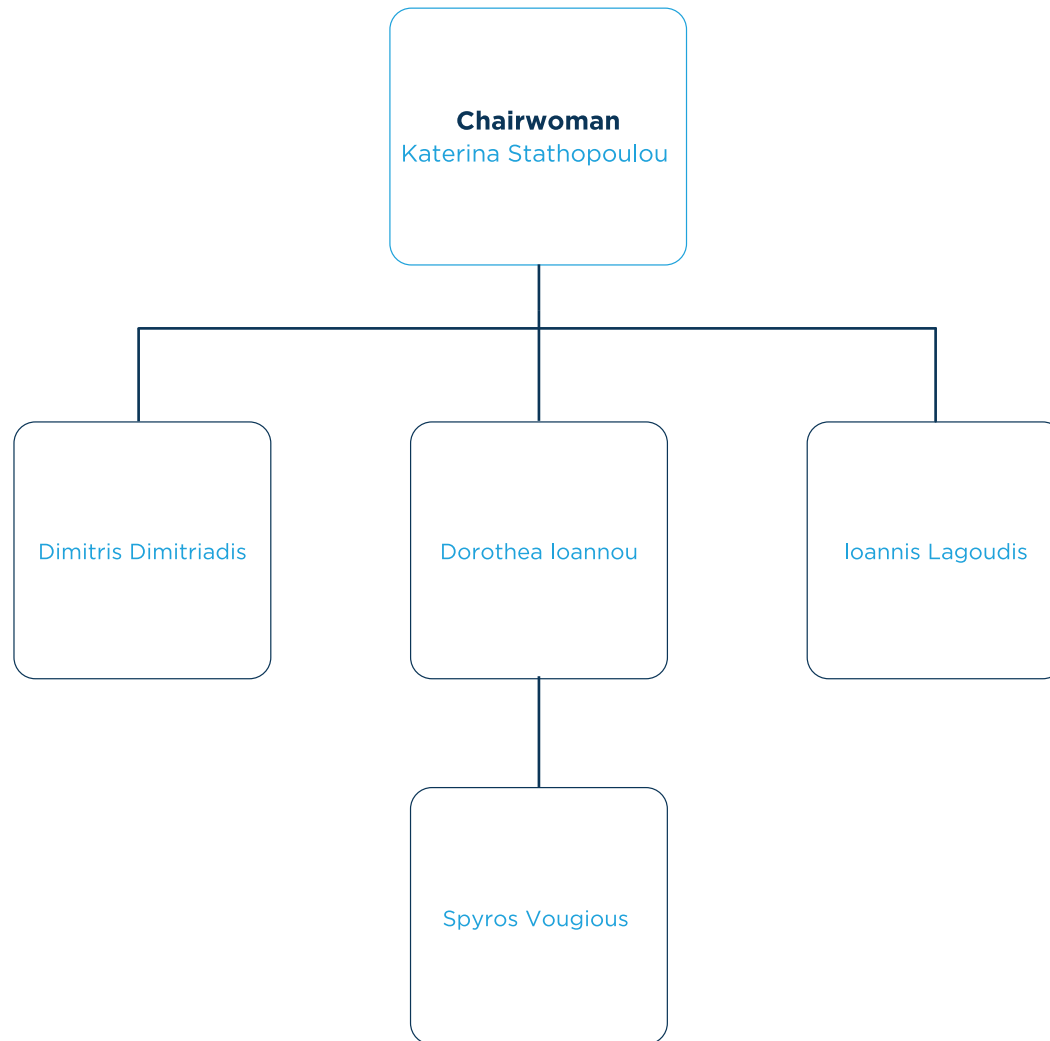 Chairwoman
Katerina Stathopoulou
Dimitris Dimitriadis
Dorothea Ioannou
Ioannis Lagoudis
Spyros Vougious